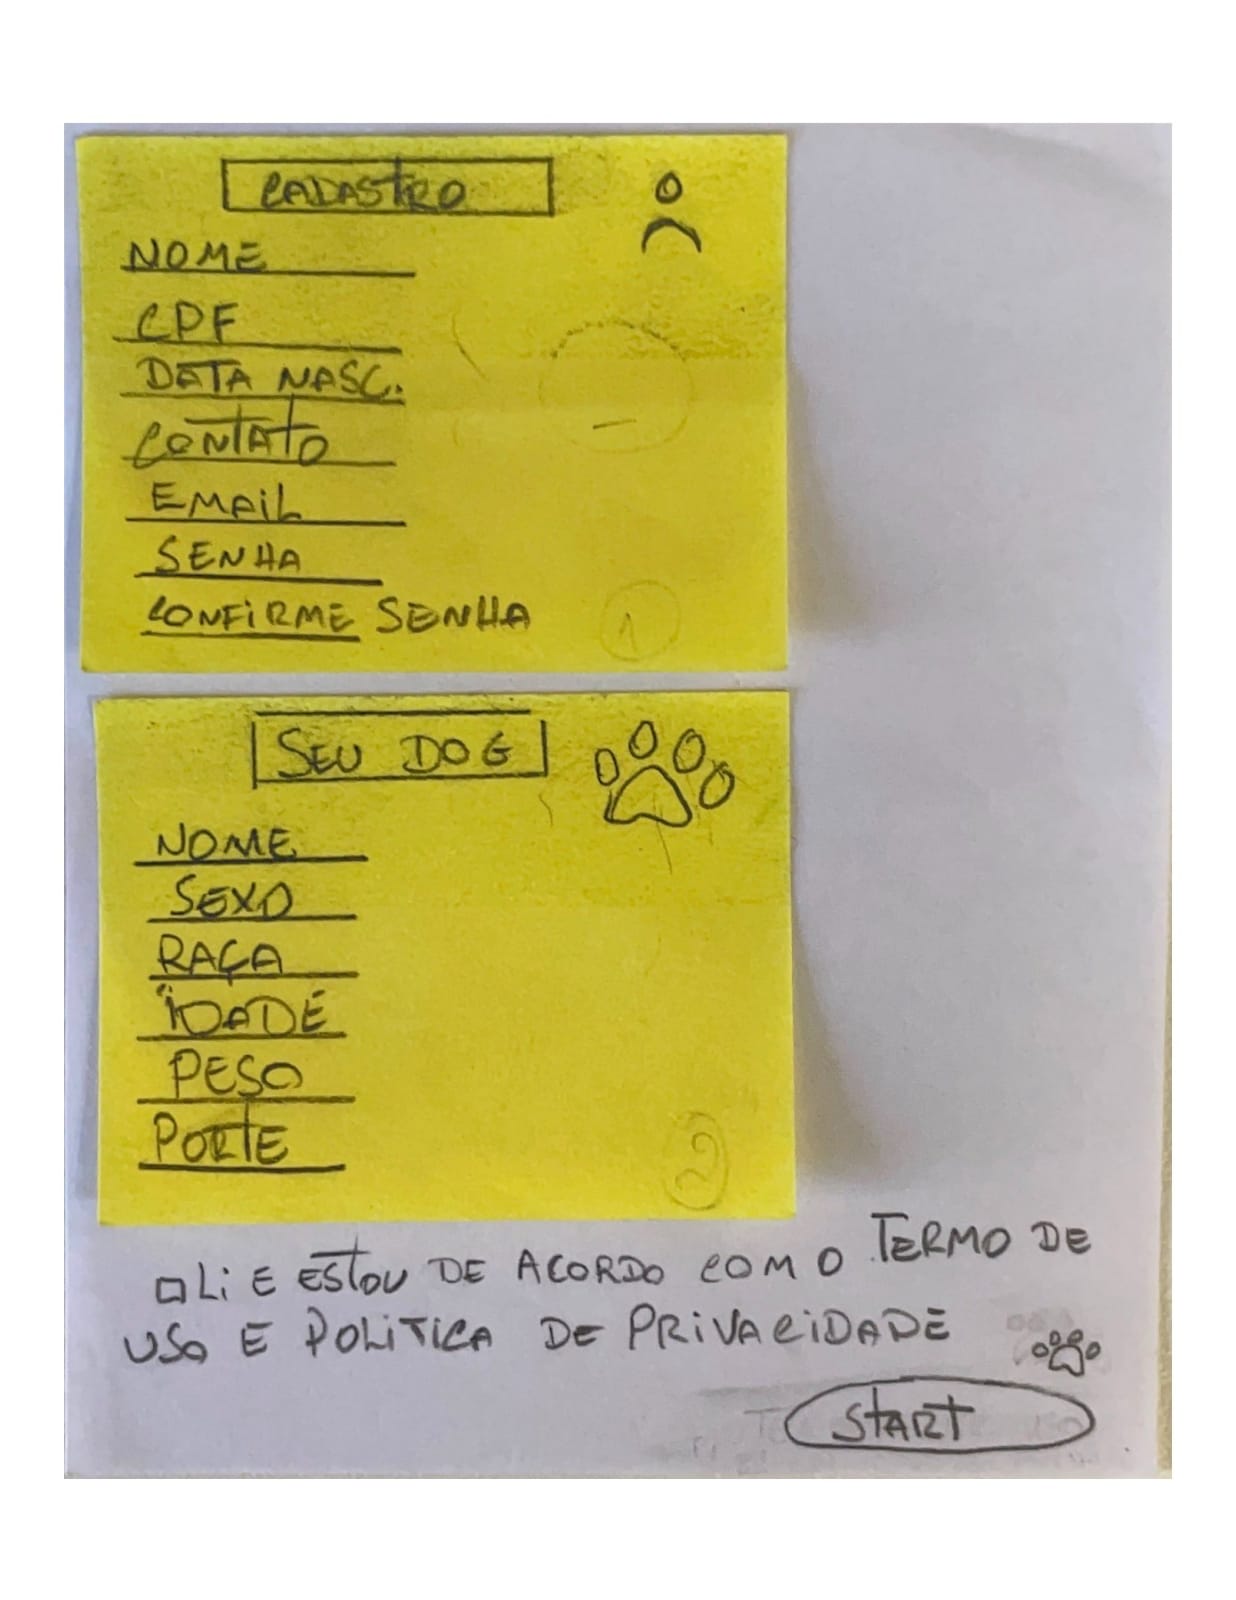 CADASTRO
NOME
CPF
DATA NASC.
CONTATO
EMAIL
SENHA
CONFIRME SENHA
1
SEU DOG
NOME
SEXO
RAÇA
IDADE
PESO
PORTE
2
Li E ESTOU DE ACORDO COM O TERMO DE
USO E POLITICA DE PRIVACIDADE
START